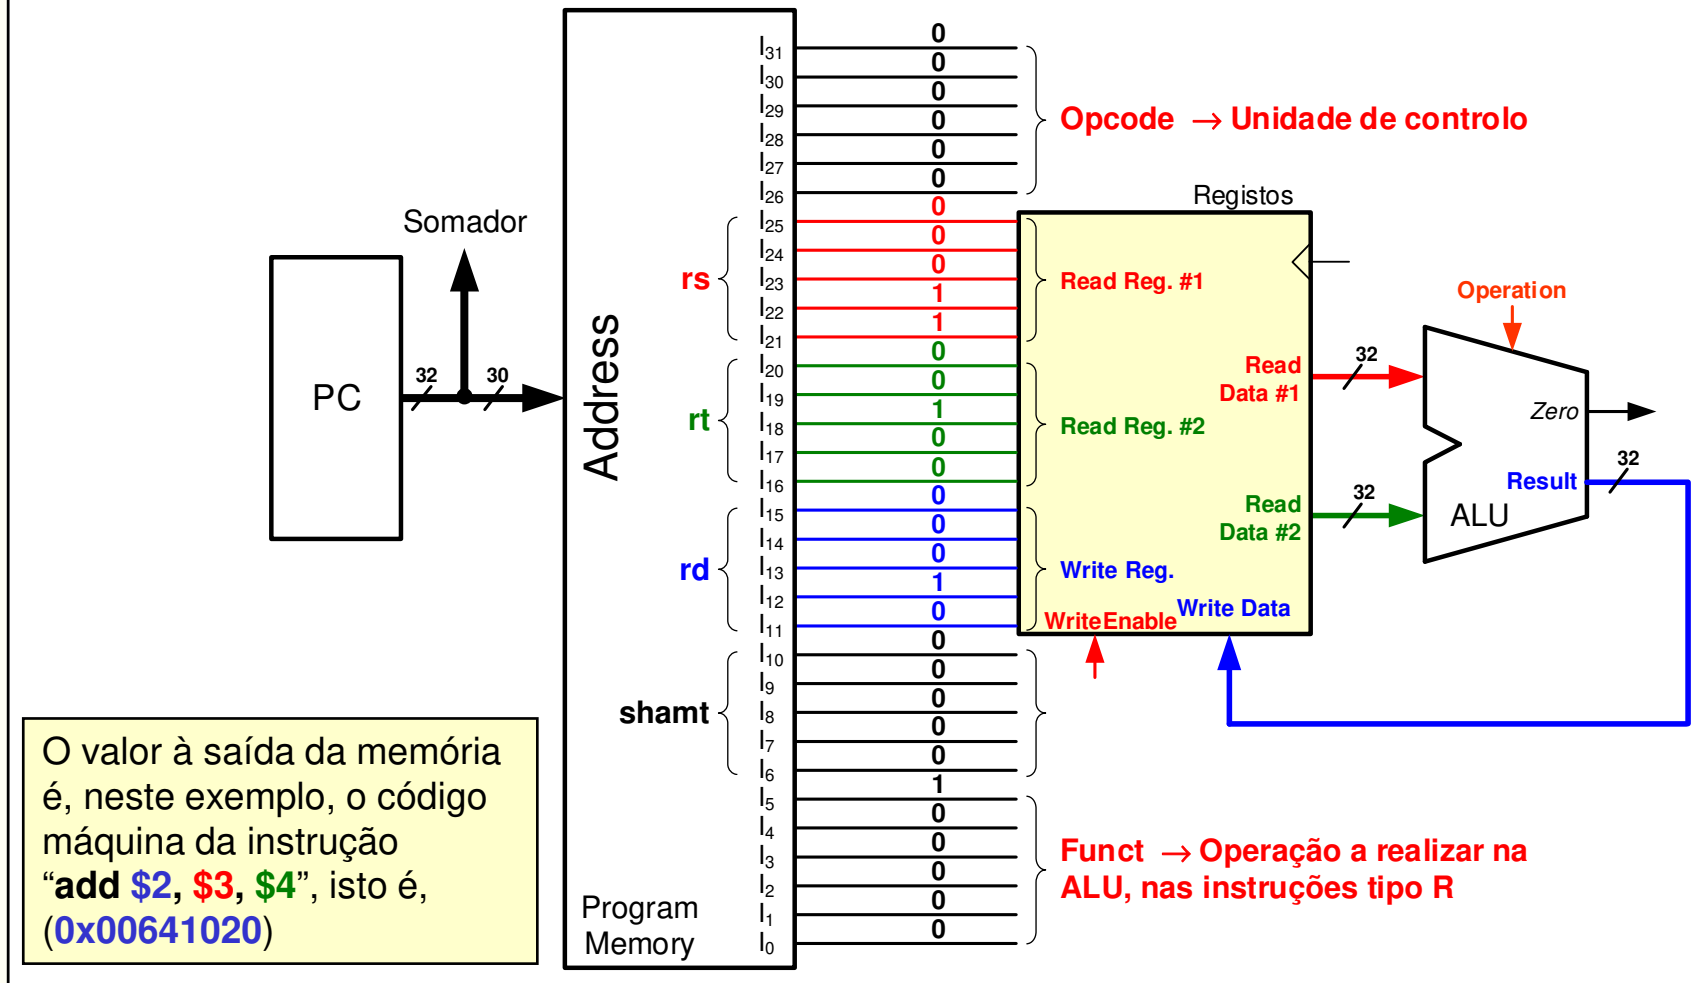 0
I31
0
I30
0
I29
0
I28
0
I27
0
I26
Opcode → Unidade de controlo
Registos
Somador
PC
32
30
Address
Program
Memory
rs
0
I25
0
I24
0
I23
1
I22
1
I21
Read Reg. #1
rt
0
I20
0
I19
1
I18
0
I17
0
I16
Read Reg. #2
rd
0
I15
0
I14
0
I13
1
I12
0
I11
Write Reg.
WriteEnable
Write Data
Read
Data #1
32
Read
Data #2
32
Operation
Zero
Result
32
ALU
shamt
0
I10
0
I9
0
I8
0
I7
0
I6
1
I5
0
I4
0
I3
0
I2
0
I1
0
I0
Funct → Operação a realizar na
ALU, nas instruções tipo R
O valor à saída da memória
é, neste exemplo, o código
máquina da instrução
“add $2, $3, $4”, isto é,
(0x00641020)